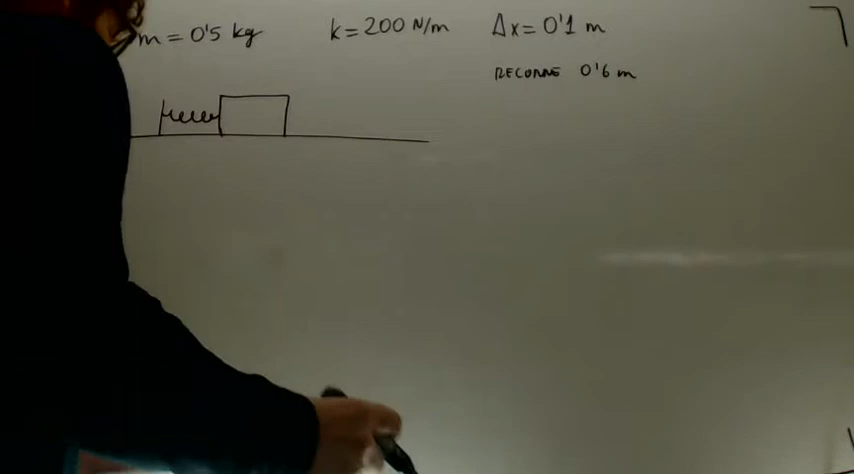 m = 0'5 kg k = 200 N/m Δx = 0'1 m
RECORRE 0'6 m